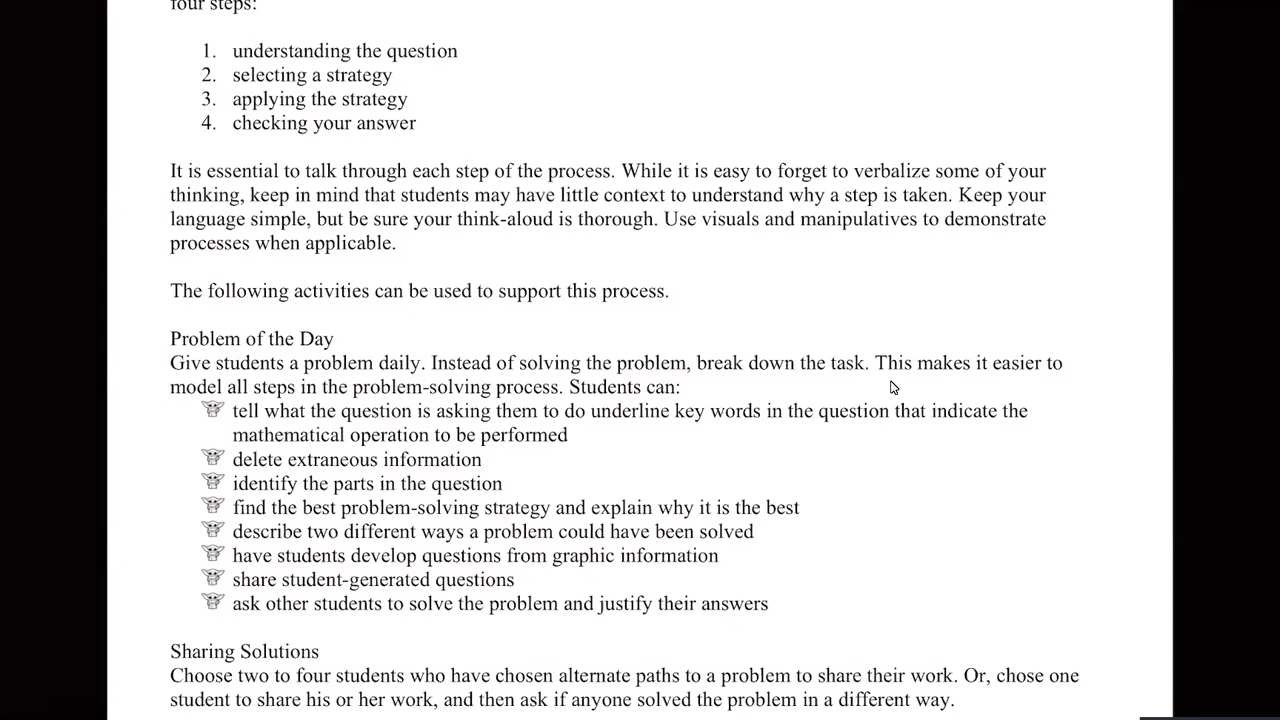 four steps:
1. understanding the question
2. selecting a strategy
3. applying the strategy
4. checking your answer
It is essential to talk through each step of the process. While it is easy to forget to verbalize some of your
thinking, keep in mind that students may have little context to understand why a step is taken. Keep your
language simple, but be sure your think-aloud is thorough. Use visuals and manipulatives to demonstrate
processes when applicable.
The following activities can be used to support this process.
Problem of the Day
Give students a problem daily. Instead of solving the problem, break down the task. This makes it easier to
model all steps in the problem-solving process. Students can:
tell what the question is asking them to do underline key words in the question that indicate the
mathematical operation to be performed
delete extraneous information
identify the parts in the question
find the best problem-solving strategy and explain why it is the best
describe two different ways a problem could have been solved
have students develop questions from graphic information
share student-generated questions
ask other students to solve the problem and justify their answers
Sharing Solutions
Choose two to four students who have chosen alternate paths to a problem to share their work. Or, chose one
student to share his or her work, and then ask if anyone solved the problem in a different way.